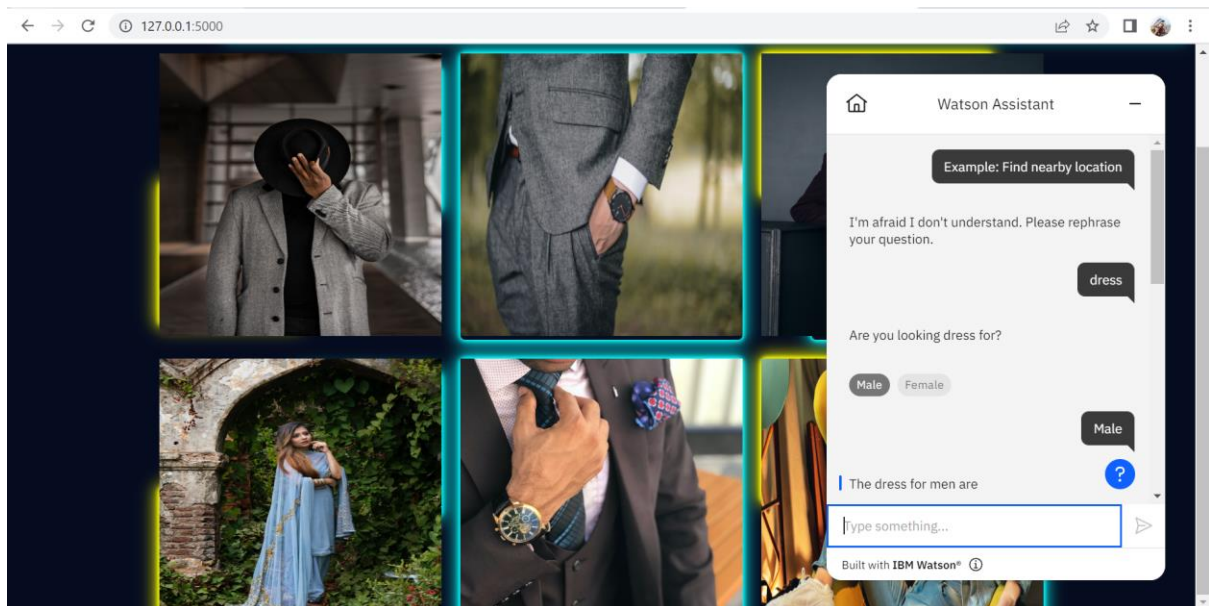 127.0.0.1:5000
Watson Assistant
Example: Find nearby location
I'm afraid I don't understand. Please rephrase
your question.
dress
Are you looking dress for?
Male Female
Male
?
The dress for men are
Type something...
Built with IBM Watson®